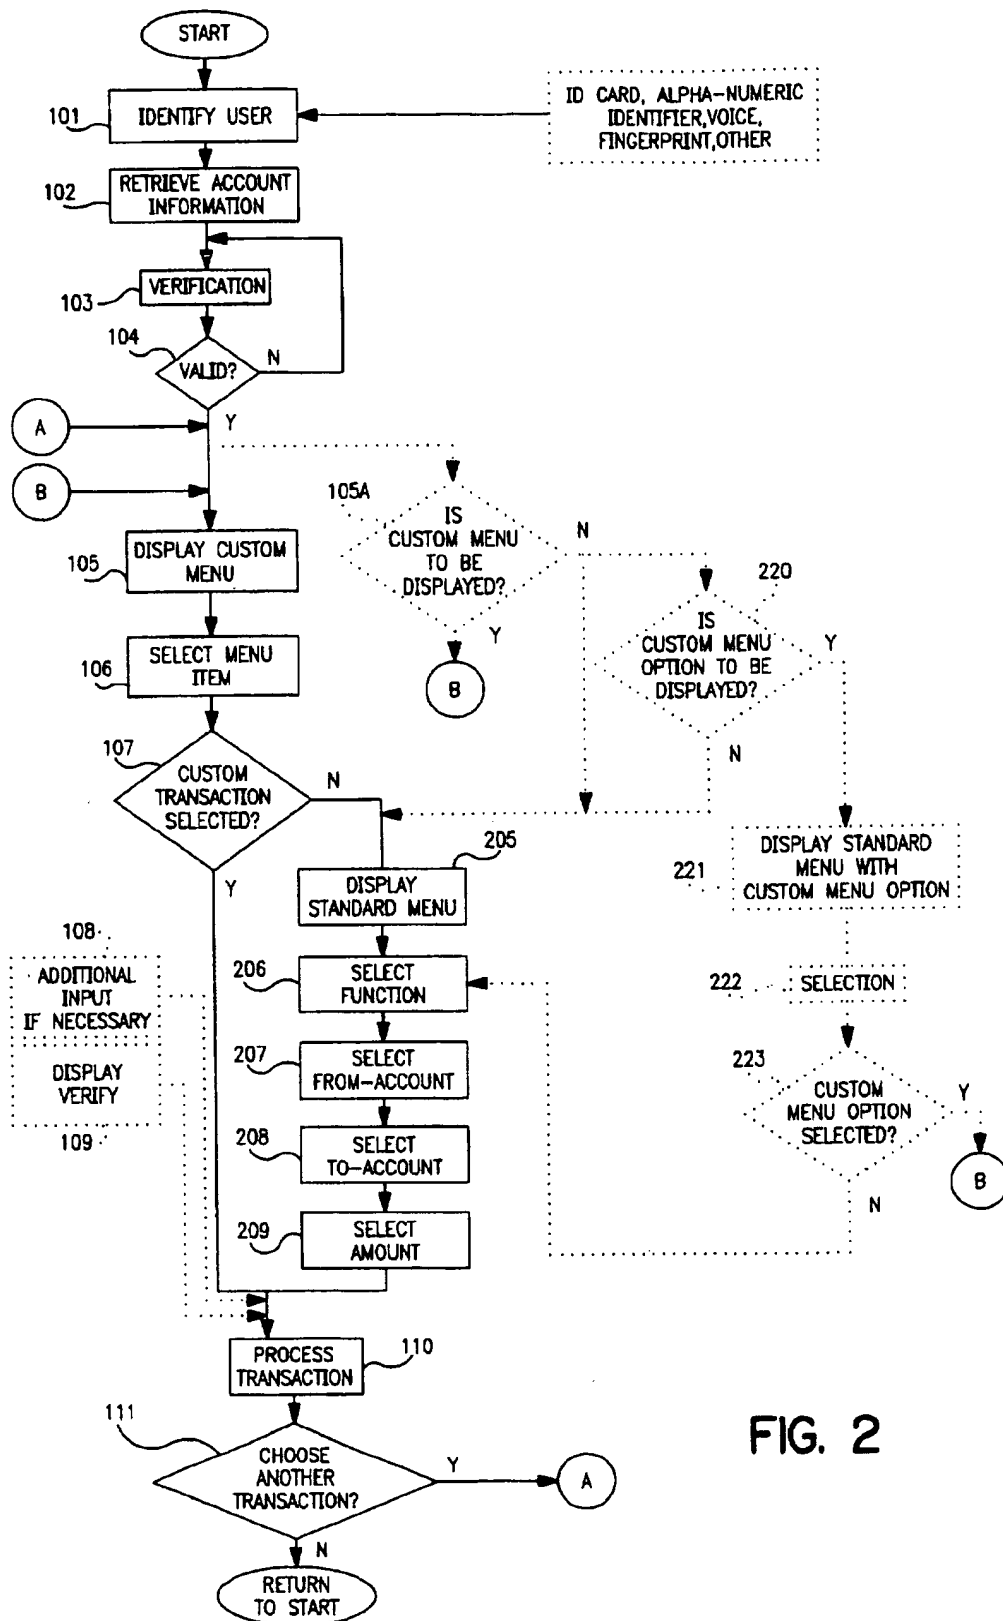 START
101
IDENTIFY USER
ID CARD, ALPHA-NUMERIC
IDENTIFIER,VOICE,
FINGERPRINT,OTHER
102
RETRIEVE ACCOUNT
INFORMATION
103
VERIFICATION
104
VALID?
N
Y
A
B
105
DISPLAY CUSTOM
MENU
105A
IS
CUSTOM MENU
TO BE
DISPLAYED?
N
Y
B
220
IS
CUSTOM MENU
OPTION TO BE
DISPLAYED?
Y
N
106
SELECT MENU
ITEM
107
CUSTOM
TRANSACTION
SELECTED?
N
Y
205
DISPLAY
STANDARD MENU
221
DISPLAY STANDARD
MENU WITH
CUSTOM MENU OPTION
108
ADDITIONAL
INPUT
IF NECESSARY
206
SELECT
FUNCTION
222
SELECTION
DISPLAY
VERIFY
109
207
SELECT
FROM-ACCOUNT
223
CUSTOM
MENU OPTION
SELECTED?
Y
B
N
208
SELECT
TO-ACCOUNT
209
SELECT
AMOUNT
PROCESS
TRANSACTION
110
111
CHOOSE
ANOTHER
TRANSACTION?
Y
A
N
RETURN
TO START
FIG. 2